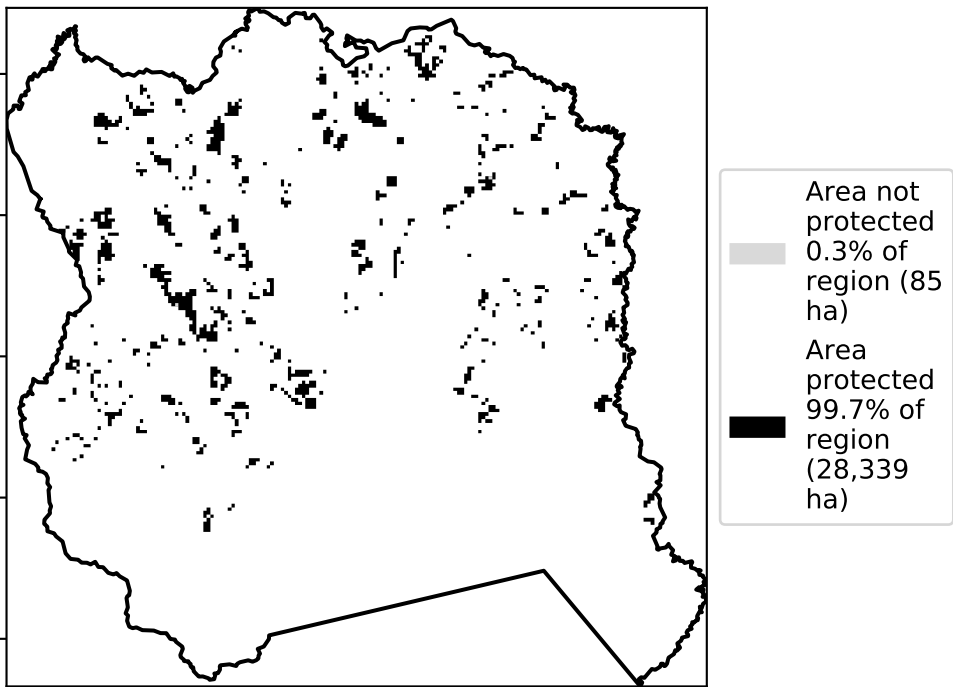 Area not
protected
0.3% of
region (85
ha)
Area
protected
99.7% of
region
(28,339
ha)